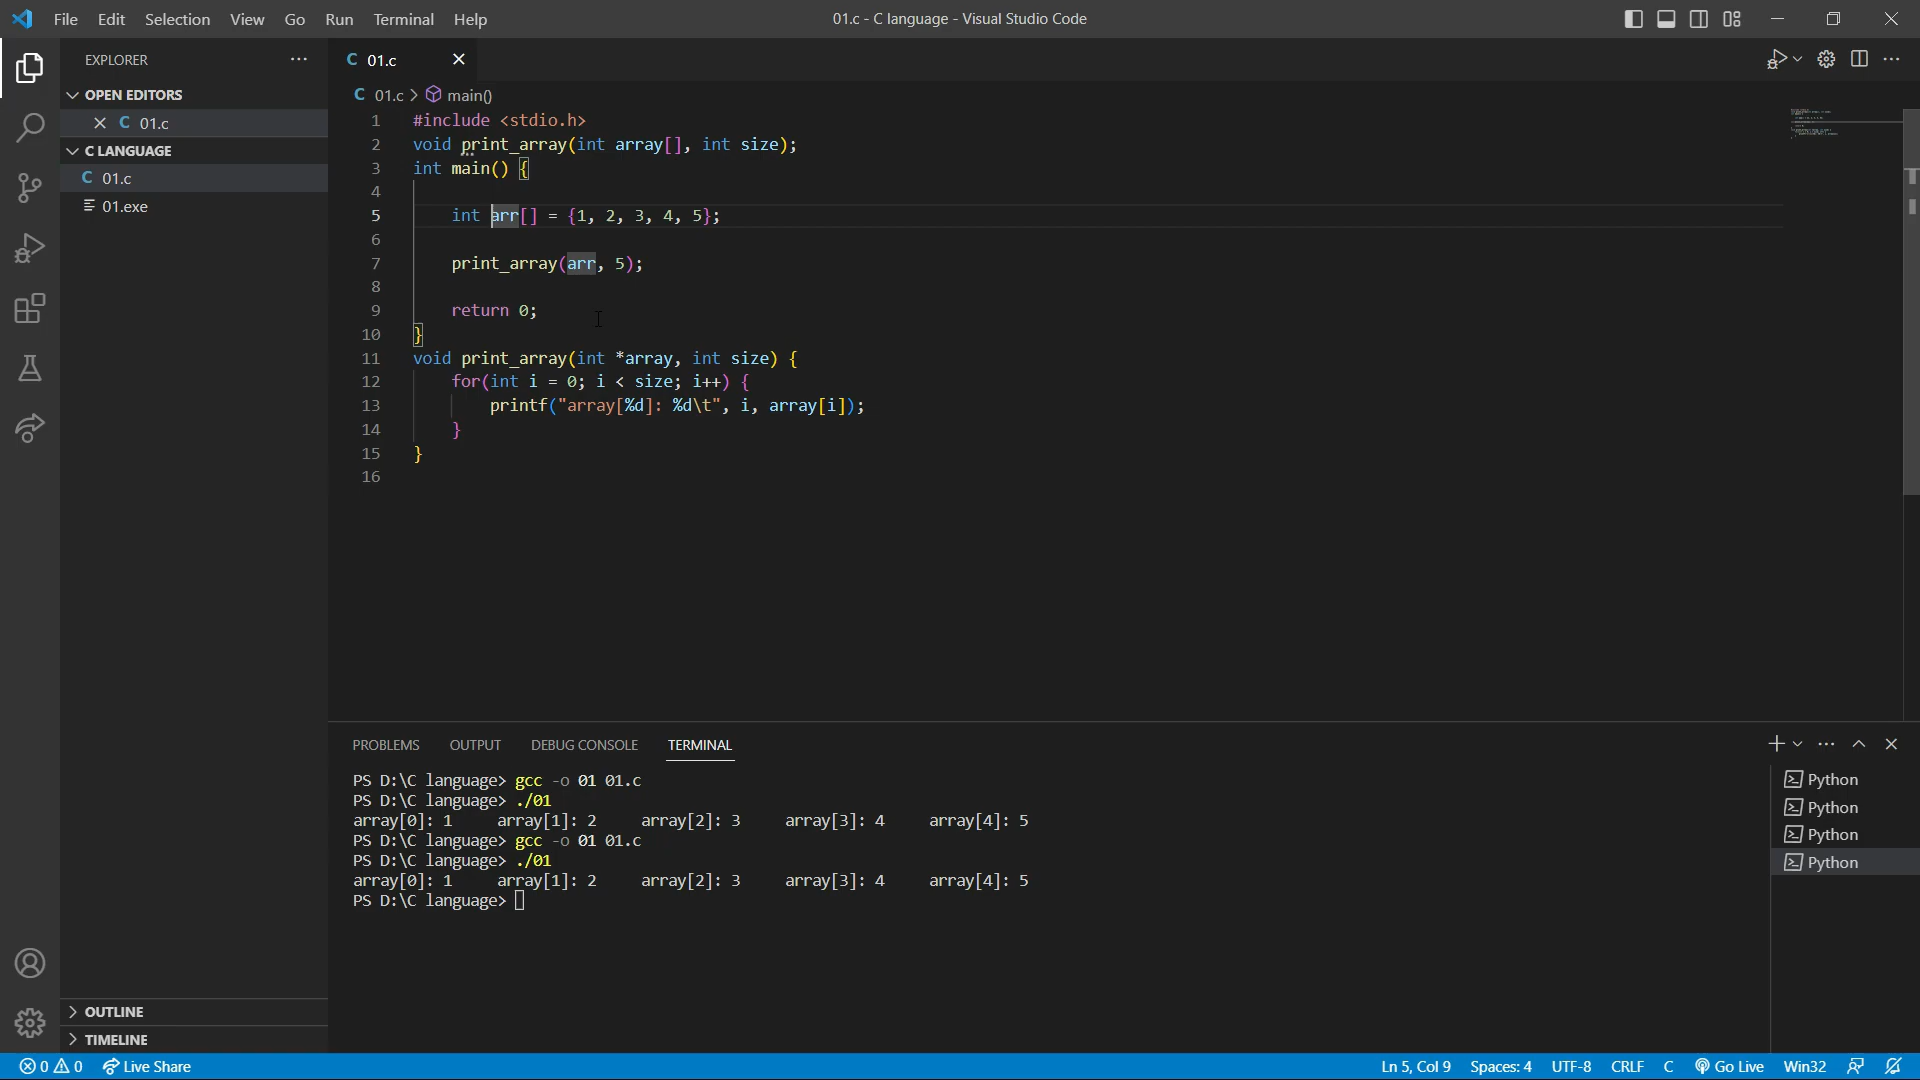 File Edit Selection View Go Run Terminal Help
01.c - C language - Visual Studio Code
EXPLORER
OPEN EDITORS
C 01.c
C LANGUAGE
C 01.c
01.exe
OUTLINE
TIMELINE
C 01.c
C 01.c > main()
1 #include <stdio.h>
2 void print_array(int array[], int size);
3 int main() {
4
5 int arr[] = {1, 2, 3, 4, 5};
6
7 print_array(arr, 5);
8
9 return 0;
10 }
11 void print_array(int *array, int size) {
12 for(int i = 0; i < size; i++) {
13 printf("array[%d]: %d\t", i, array[i]);
14 }
15 }
16
PROBLEMS OUTPUT DEBUG CONSOLE TERMINAL
PS D:\C language> gcc -o 01 01.c
PS D:\C language> ./01
array[0]: 1 array[1]: 2 array[2]: 3 array[3]: 4 array[4]: 5
PS D:\C language> gcc -o 01 01.c
PS D:\C language> ./01
array[0]: 1 array[1]: 2 array[2]: 3 array[3]: 4 array[4]: 5
PS D:\C language>
Python
Python
Python
Python
0 0 Live Share
Ln 5, Col 9 Spaces: 4 UTF-8 CRLF C Go Live Win32